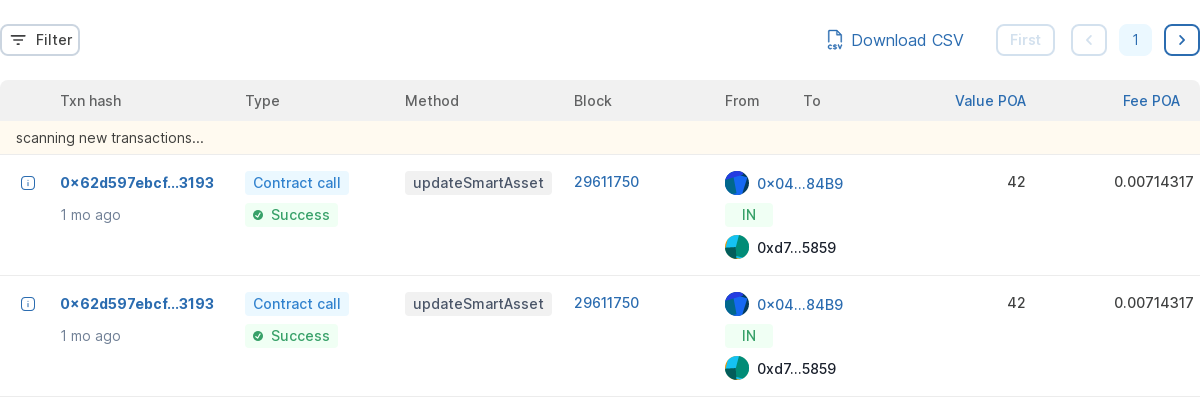 Filter
Download CSV First 1
Txn hash Type Method Block From To Value POA Fee POA
scanning new transactions...
0x62d597ebcf...3193 Contract call updateSmartAsset 29611750 0x04...84B9 42 0.00714317
1 mo ago Success IN
0xd7...5859
0x62d597ebcf...3193 Contract call updateSmartAsset 29611750 0x04...84B9 42 0.00714317
1 mo ago Success IN
0xd7...5859